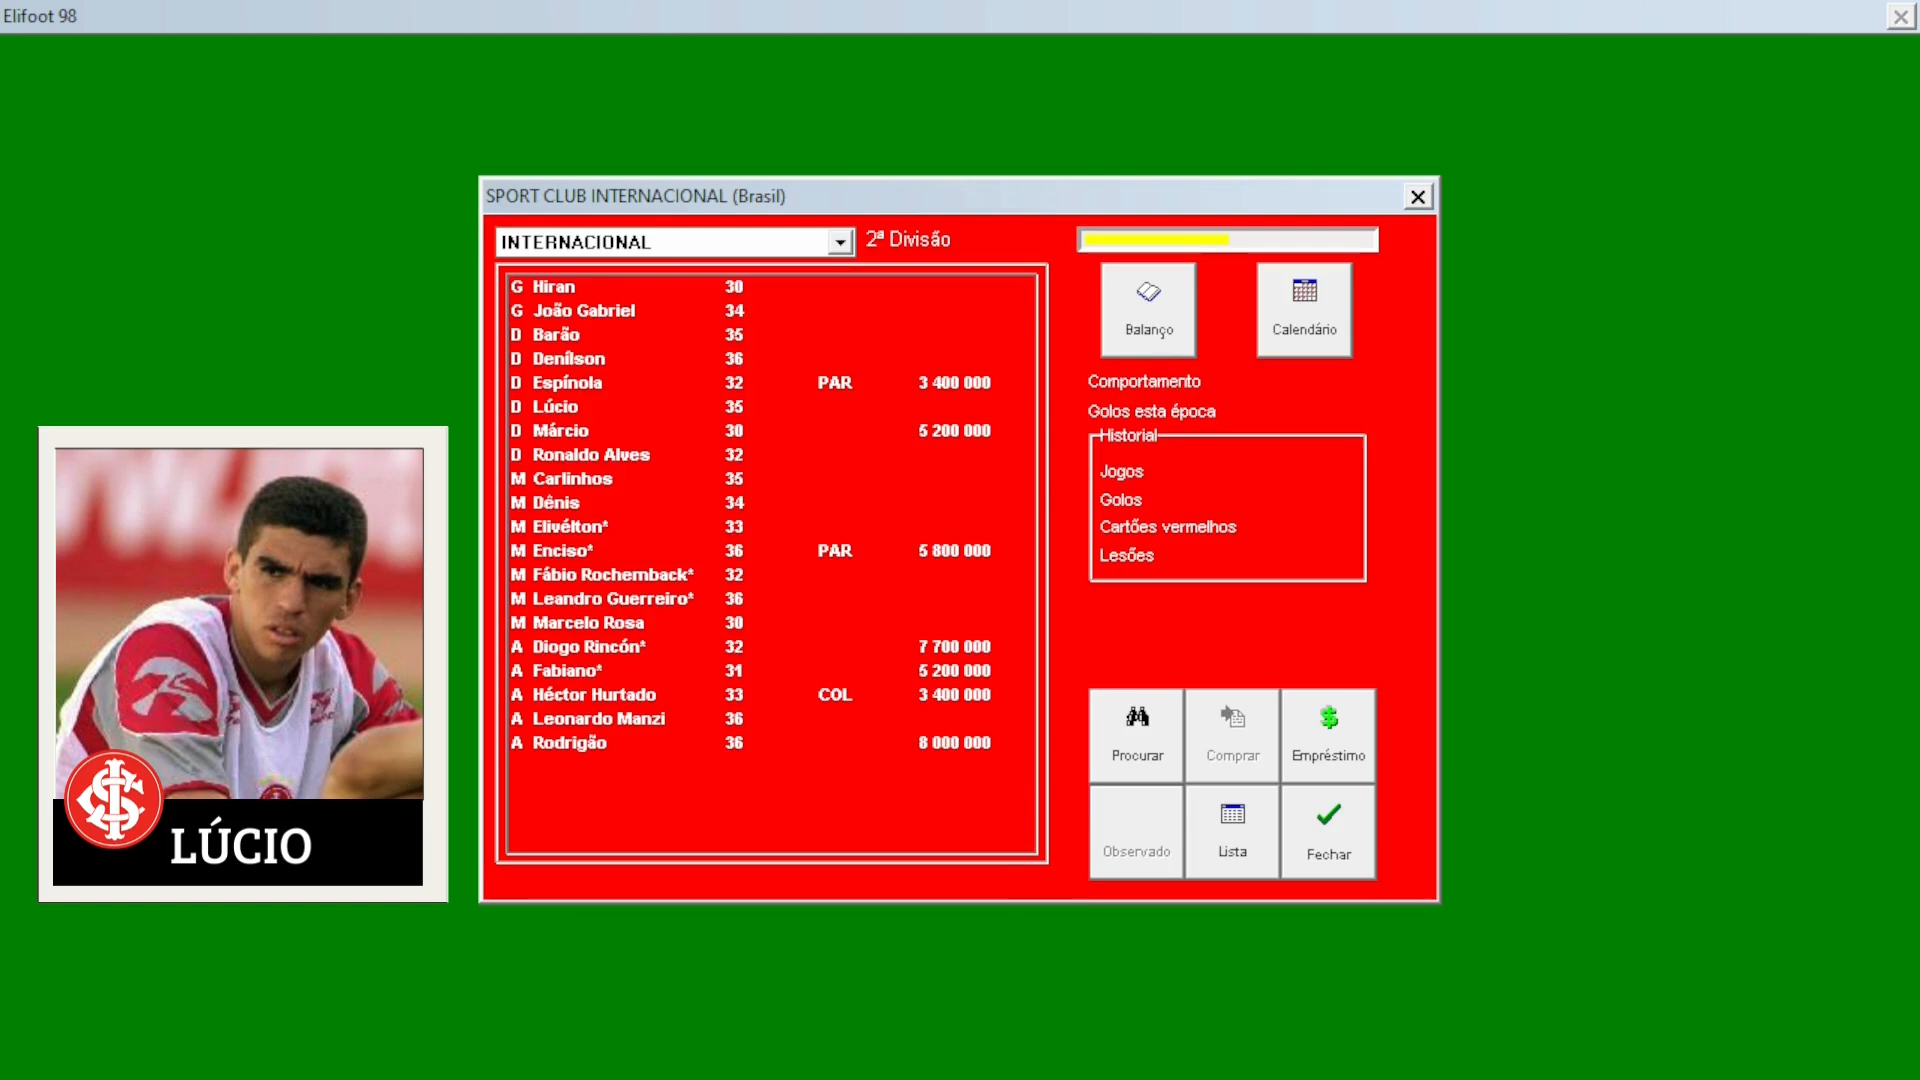 Elifoot 98
SPORT CLUB INTERNACIONAL (Brasil)
INTERNACIONAL
2ª Divisão
G Hiran 30
G João Gabriel 34
D Barão 35
D Denílson 36
D Espínola 32 PAR 3 400 000
D Lúcio 35
D Márcio 30 5 200 000
D Ronaldo Alves 32
M Carlinhos 35
M Dênis 34
M Elivélton* 33
M Enciso* 36 PAR 5 800 000
M Fábio Rochemback* 32
M Leandro Guerreiro* 36
M Marcelo Rosa 30
A Diogo Rincón* 32 7 700 000
A Fabiano* 31 5 200 000
A Héctor Hurtado 33 COL 3 400 000
A Leonardo Manzi 36
A Rodrigão 36 8 000 000
Balanço
Calendário
Comportamento
Golos esta época
Historial
Jogos
Golos
Cartões vermelhos
Lesões
Procurar
Comprar
Empréstimo
Observado
Lista
Fechar
LÚCIO